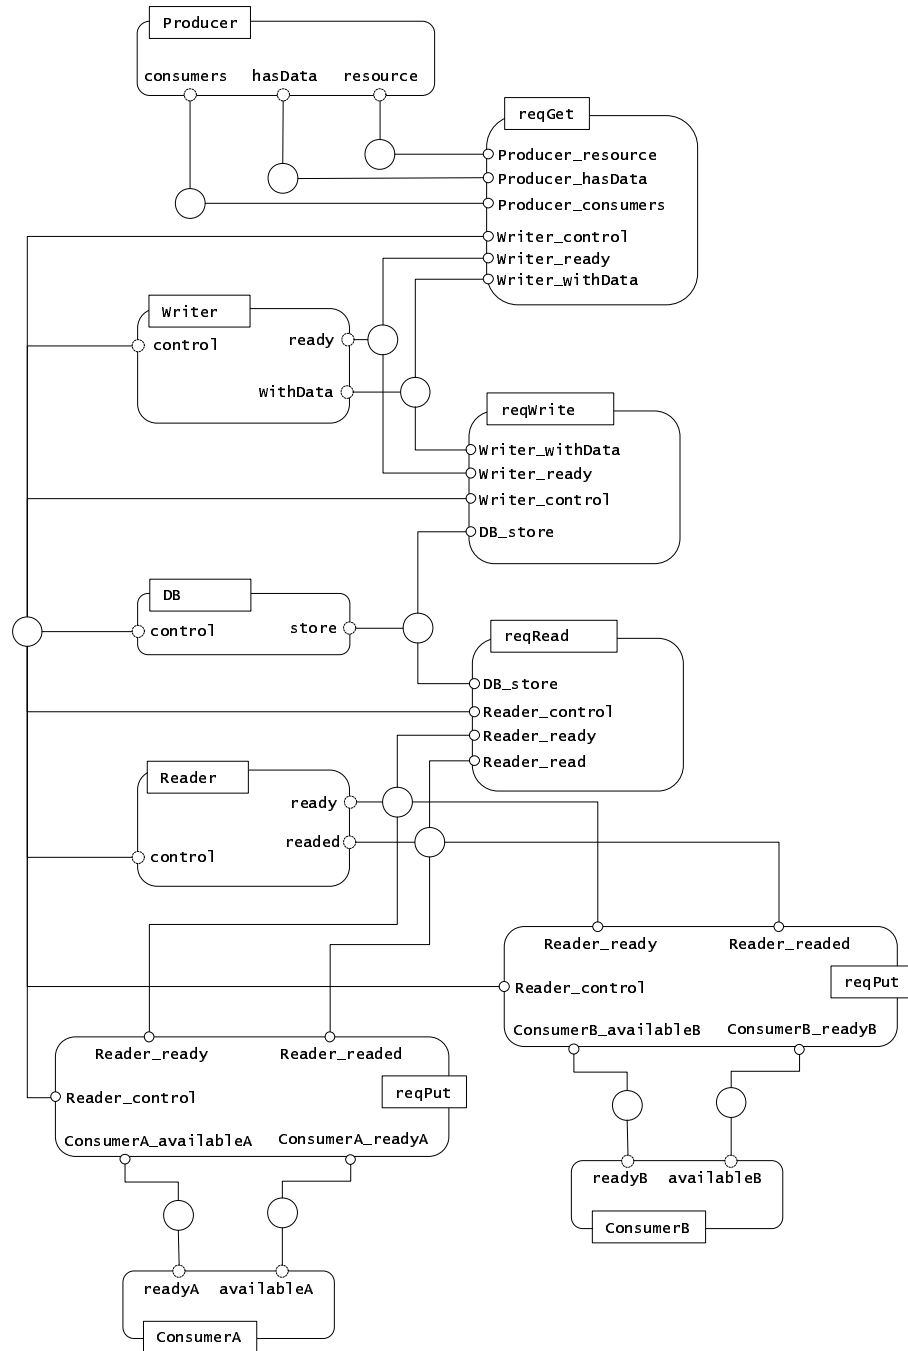 Producer
consumers hasData resource
reqGet
Producer_resource
Producer_hasData
Producer_consumers
Writer_control
Writer_ready
Writer_withData
Writer
control
ready
withData
reqWrite
Writer_withData
Writer_ready
Writer_control
DB_store
DB
control
store
reqRead
DB_store
Reader_control
Reader_ready
Reader_read
Reader
ready
readed
control
Reader_ready Reader_readed
reqPut
Reader_control
ConsumerB_availableB ConsumerB_readyB
Reader_ready Reader_readed
reqPut
Reader_control
ConsumerA_availableA ConsumerA_readyA
readyB availableB
ConsumerB
readyA availableA
ConsumerA